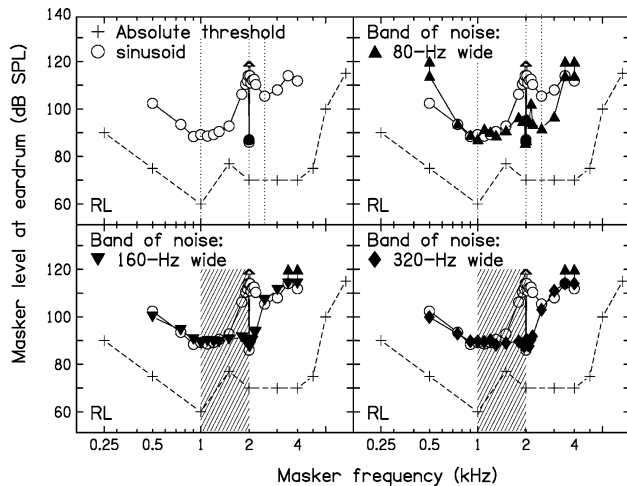 140
120
100
80
60
120
100
80
60
Masker level at eardrum (dB SPL)
Absolute threshold
sinusoid
RL
Band of noise:
80-Hz wide
RL
Band of noise:
160-Hz wide
RL
Band of noise:
320-Hz wide
RL
0.25 0.5 1 2 4
0.25 0.5 1 2 4
Masker frequency (kHz)